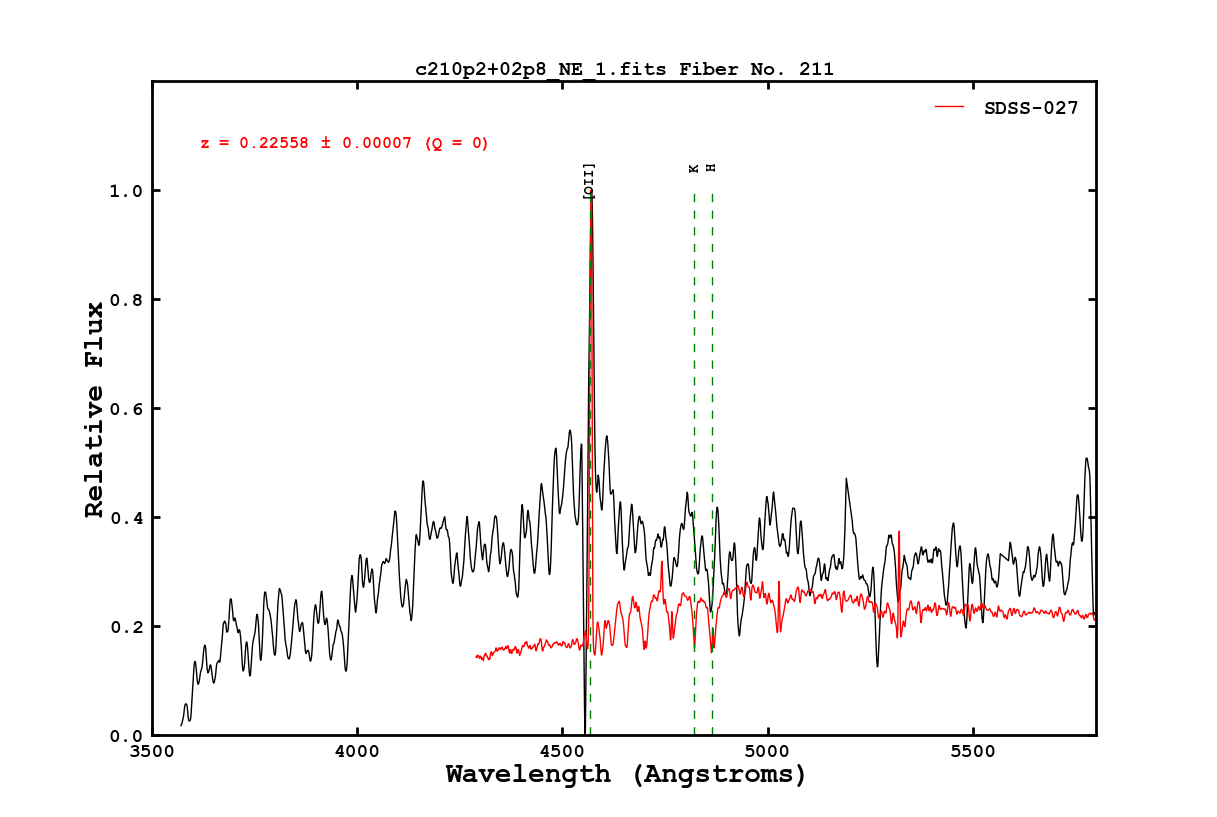 c210p2+02p8_NE_1.fits Fiber No. 211
SDSS-027
z = 0.22558 ± 0.00007 (Q = 0)
[OII]
K
H
1.0
0.8
0.6
0.4
0.2
0.0
Relative Flux
3500
4000
4500
5000
5500
Wavelength (Angstroms)